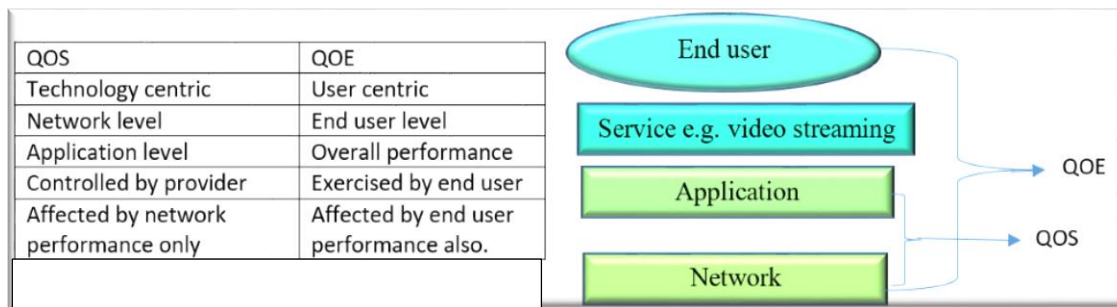 QOS QOE
Technology centric User centric
Network level End user level
Application level Overall performance
Controlled by provider Exercised by end user
Affected by network Affected by end user
performance only performance also.
End user
Service e.g. video streaming
Application
Network
QOE
QOS